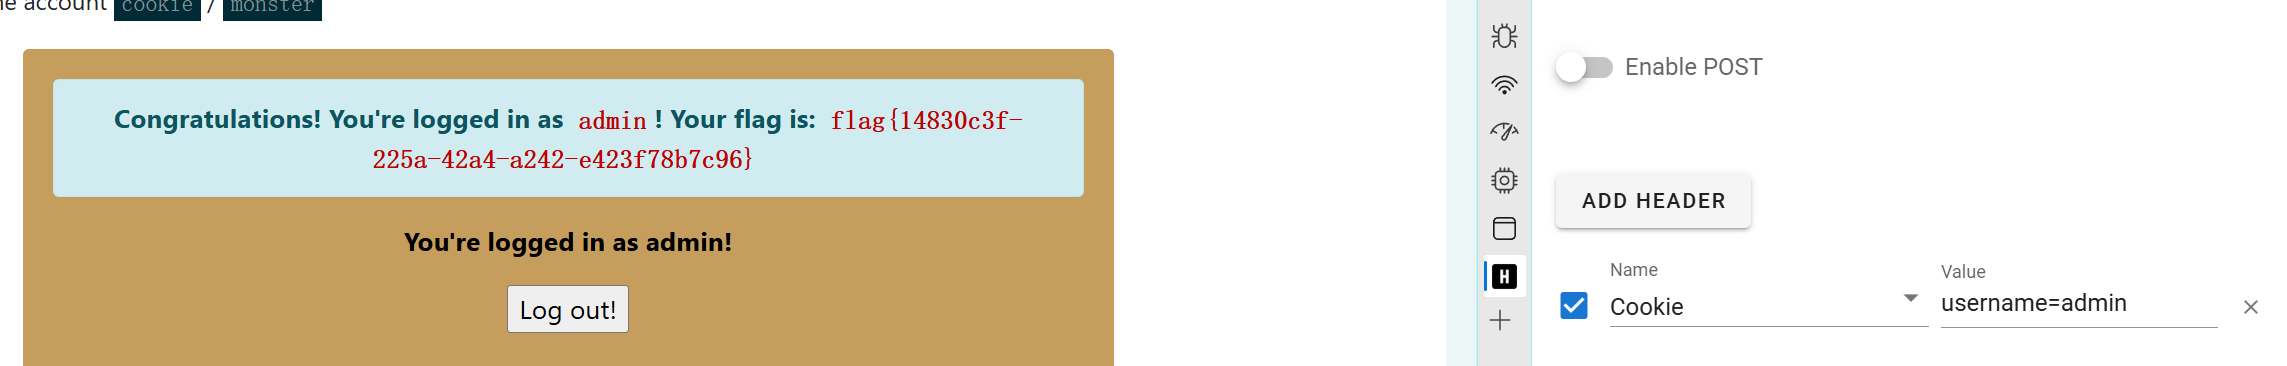 ne account cookie / monster
Congratulations! You're logged in as admin! Your flag is: flag{14830c3f-
225a-42a4-a242-e423f78b7c96}
You're logged in as admin!
Log out!
Enable POST
ADD HEADER
H
Name
Cookie
Value
username=admin